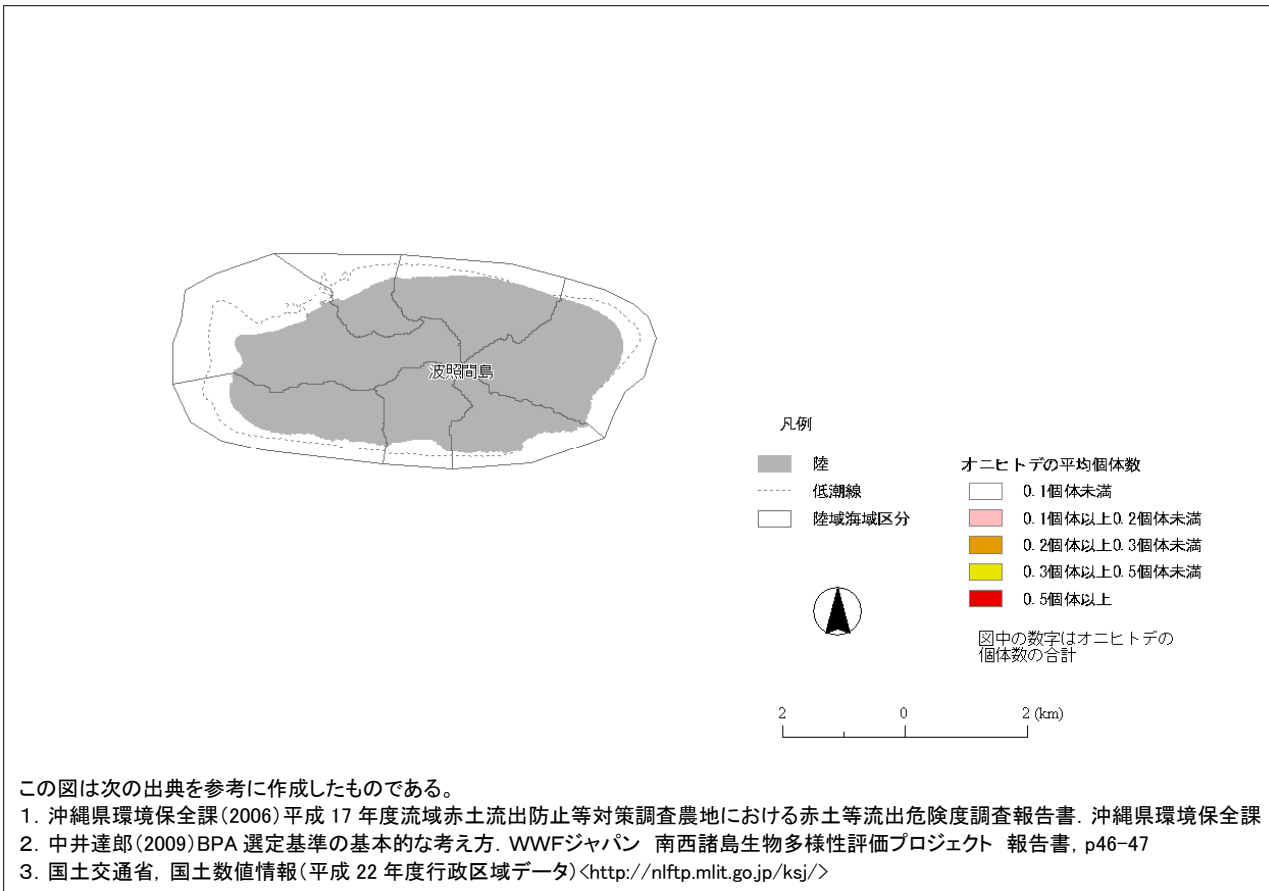 波照間島
凡例
陸
低潮線
陸域海域区分
オニヒトデの平均個体数
0.1個体未満
0.1個体以上0.2個体未満
0.2個体以上0.3個体未満
0.3個体以上0.5個体未満
0.5個体以上
図中の数字はオニヒトデの
個体数の合計
2 0 2 (km)
この図は次の出典を参考に作成したものである。
1. 沖縄県環境保全課(2006)平成 17 年度流域赤土流出防止等対策調査農地における赤土等流出危険度調査報告書. 沖縄県環境保全課
2. 中井達郎(2009)BPA 選定基準の基本的な考え方. WWFジャパン 南西諸島生物多様性評価プロジェクト 報告書, p46-47
3. 国土交通省, 国土数値情報(平成 22 年度行政区域データ)<http://nlftp.mlit.go.jp/ksj/>